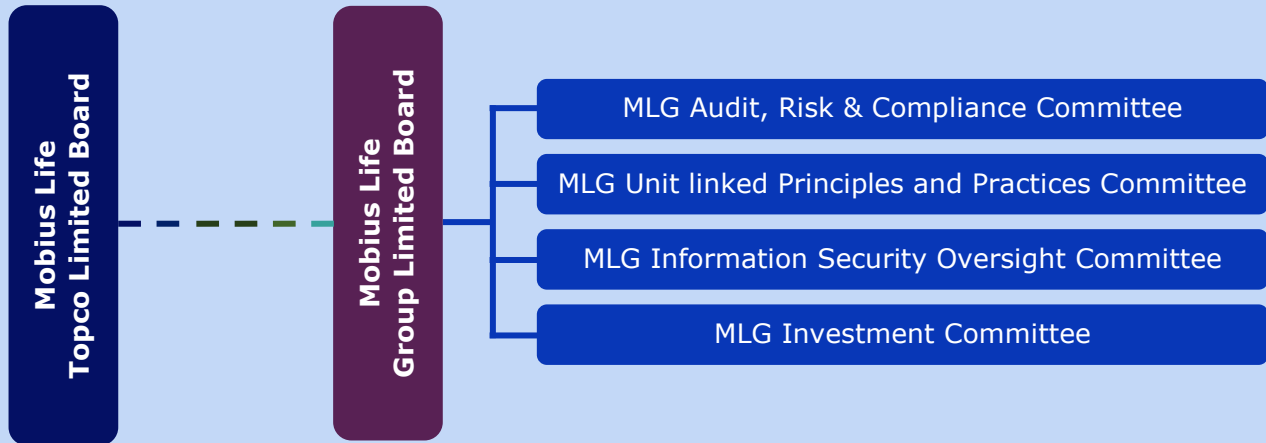 Mobius Life
Topco Limited Board
Mobius Life
Group Limited Board
MLG Audit, Risk & Compliance Committee
MLG Unit linked Principles and Practices Committee
MLG Information Security Oversight Committee
MLG Investment Committee